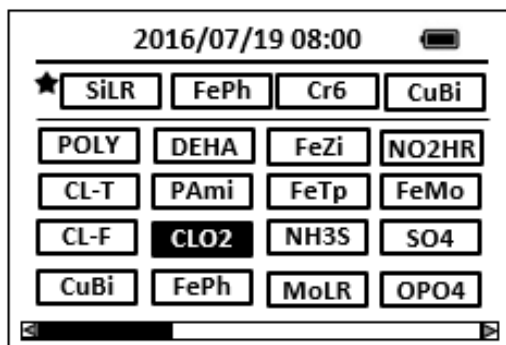 2016/07/19 08:00
SiLR FePh Cr6 CuBi
POLY DEHA FeZi NO2HR
CL-T PAmi FeTp FeMo
CL-F CLO2 NH3S SO4
CuBi FePh MoLR OPO4